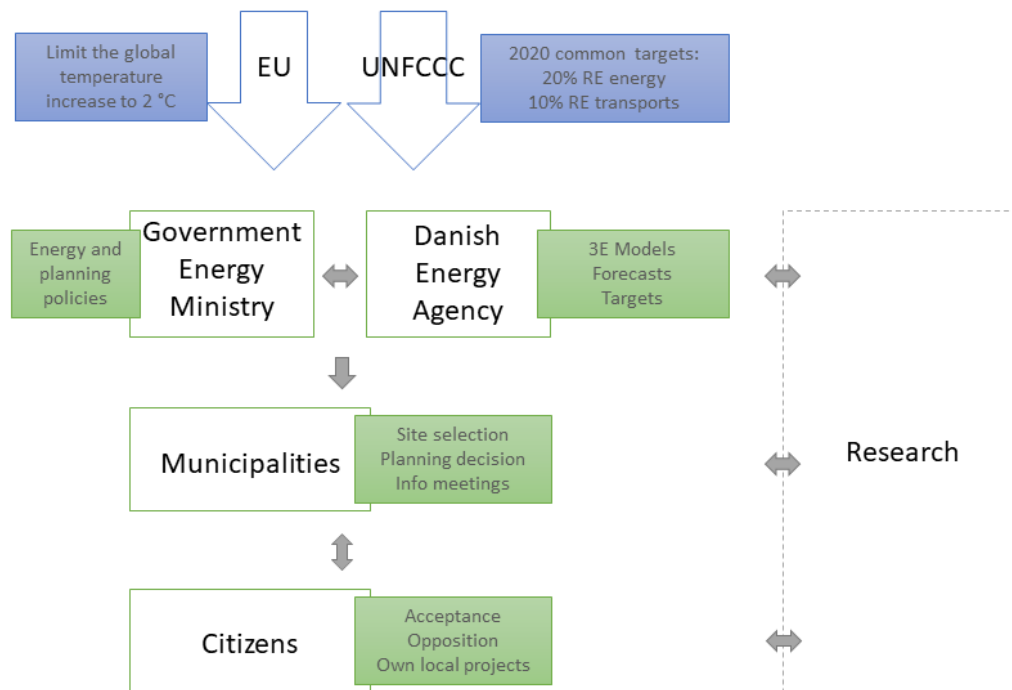 Limit the global
temperature
increase to 2 °C
EU
UNFCCC
2020 common targets:
20% RE energy
10% RE transports
Energy and
planning
policies
Government
Energy
Ministry
Danish
Energy
Agency
3E Models
Forecasts
Targets
Municipalities
Site selection
Planning decision
Info meetings
Research
Citizens
Acceptance
Opposition
Own local projects